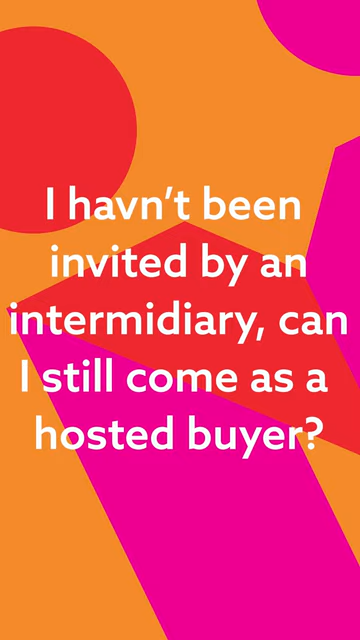 I havn't been
invited by an
intermidiary, can
I still come as a
hosted buyer?